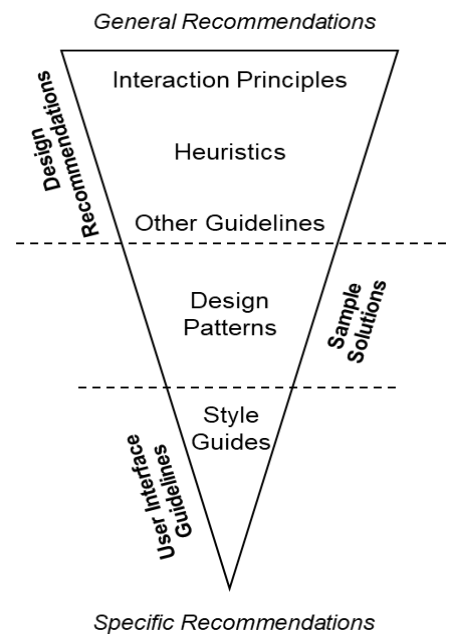 General Recommendations
Interaction Principles
Design
Recommendations
Heuristics
Other Guidelines
Design
Patterns
Sample
Solutions
Style
Guides
User Interface
Guidelines
Specific Recommendations